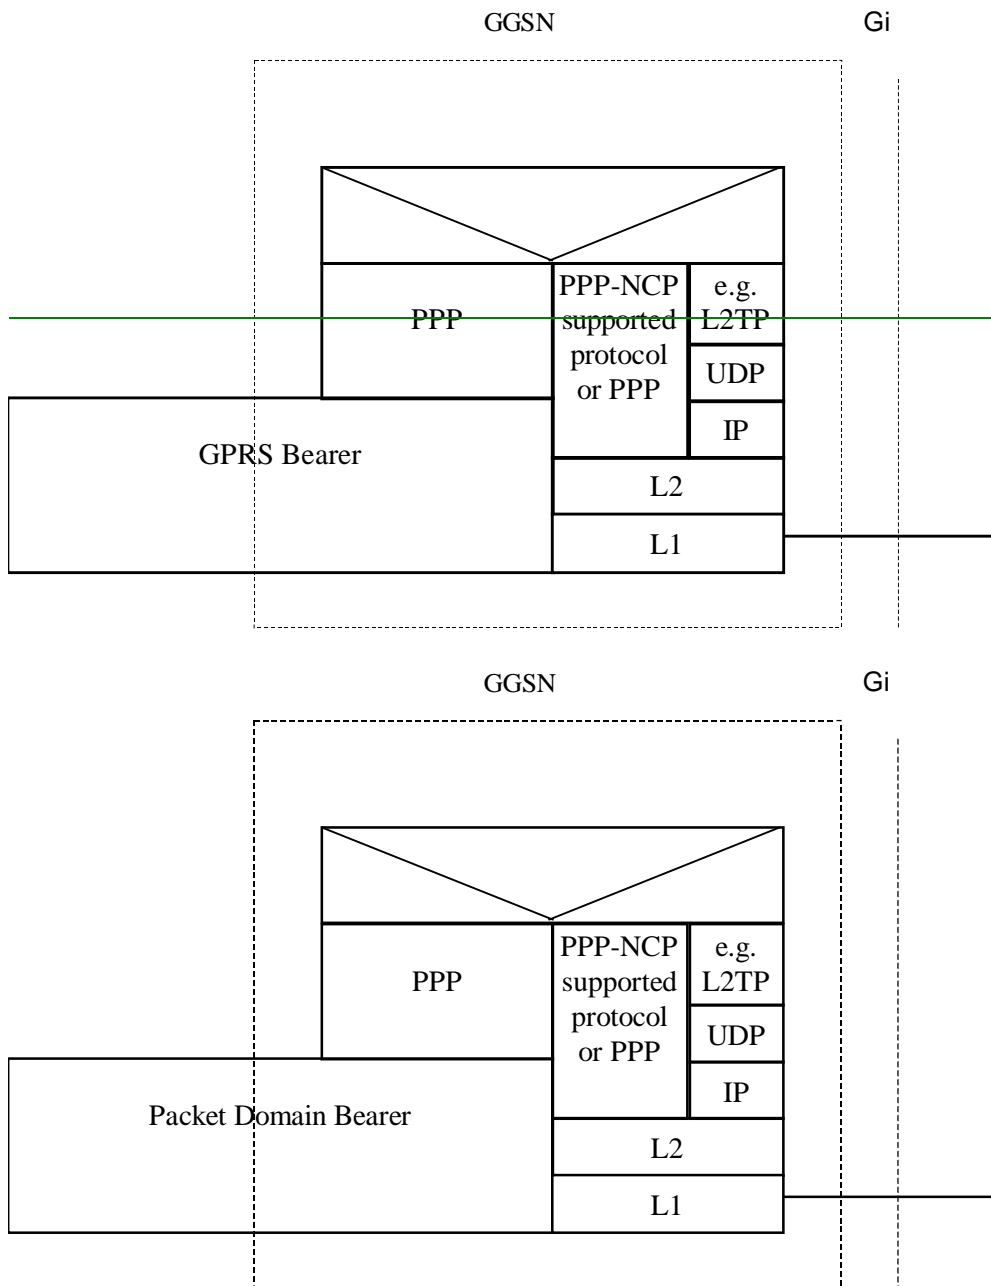 GGSN Gi
PPP
PPP-NCP
supported
protocol
or PPP
e.g.
L2TP
UDP
IP
GPRS Bearer
L2
L1
GGSN Gi
PPP
PPP-NCP
supported
protocol
or PPP
e.g.
L2TP
UDP
IP
Packet Domain Bearer
L2
L1